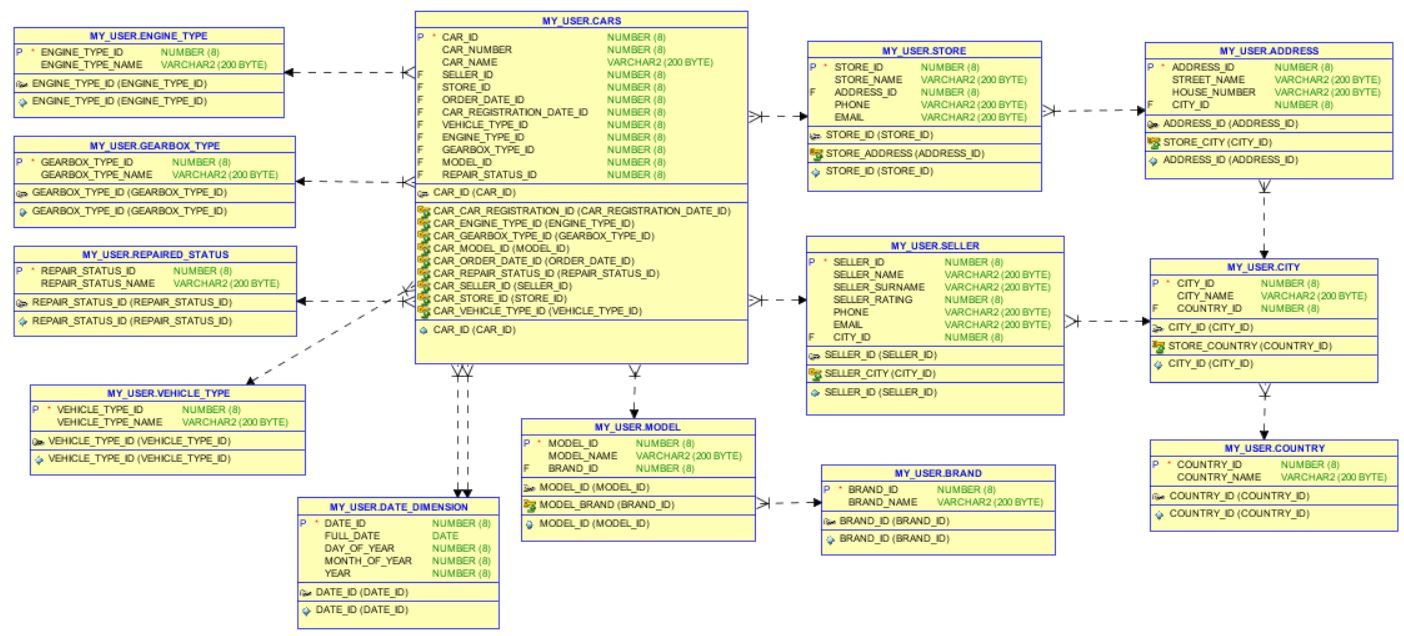 MY_USER.ENGINE_TYPE
P * ENGINE_TYPE_ID NUMBER (8)
ENGINE_TYPE_NAME VARCHAR2 (200 BYTE)
ENGINE_TYPE_ID (ENGINE_TYPE_ID)
ENGINE_TYPE_ID (ENGINE_TYPE_ID)
MY_USER.GEARBOX_TYPE
P * GEARBOX_TYPE_ID NUMBER (8)
GEARBOX_TYPE_NAME VARCHAR2 (200 BYTE)
GEARBOX_TYPE_ID (GEARBOX_TYPE_ID)
GEARBOX_TYPE_ID (GEARBOX_TYPE_ID)
MY_USER.REPAIRED_STATUS
P * REPAIR_STATUS_ID NUMBER (8)
REPAIR_STATUS_NAME VARCHAR2 (200 BYTE)
REPAIR_STATUS_ID (REPAIR_STATUS_ID)
REPAIR_STATUS_ID (REPAIR_STATUS_ID)
MY_USER.VEHICLE_TYPE
P * VEHICLE_TYPE_ID NUMBER (8)
VEHICLE_TYPE_NAME VARCHAR2 (200 BYTE)
VEHICLE_TYPE_ID (VEHICLE_TYPE_ID)
VEHICLE_TYPE_ID (VEHICLE_TYPE_ID)
MY_USER.CARS
P * CAR_ID NUMBER (8)
CAR_NUMBER NUMBER (8)
CAR_NAME VARCHAR2 (200 BYTE)
F SELLER_ID NUMBER (8)
F STORE_ID NUMBER (8)
F ORDER_DATE_ID NUMBER (8)
F CAR_REGISTRATION_DATE_ID NUMBER (8)
F VEHICLE_TYPE_ID NUMBER (8)
F ENGINE_TYPE_ID NUMBER (8)
F GEARBOX_TYPE_ID NUMBER (8)
F MODEL_ID NUMBER (8)
F REPAIR_STATUS_ID NUMBER (8)
CAR_ID (CAR_ID)
CAR_CAR_REGISTRATION_ID (CAR_REGISTRATION_DATE_ID)
CAR_ENGINE_TYPE_ID (ENGINE_TYPE_ID)
CAR_GEARBOX_TYPE_ID (GEARBOX_TYPE_ID)
CAR_MODEL_ID (MODEL_ID)
CAR_ORDER_DATE_ID (ORDER_DATE_ID)
CAR_REPAIR_STATUS_ID (REPAIR_STATUS_ID)
CAR_SELLER_ID (SELLER_ID)
CAR_STORE_ID (STORE_ID)
CAR_VEHICLE_TYPE_ID (VEHICLE_TYPE_ID)
CAR_ID (CAR_ID)
MY_USER.DATE_DIMENSION
P * DATE_ID NUMBER (8)
FULL_DATE DATE
DAY_OF_YEAR NUMBER (8)
MONTH_OF_YEAR NUMBER (8)
YEAR NUMBER (8)
DATE_ID (DATE_ID)
DATE_ID (DATE_ID)
MY_USER.MODEL
P * MODEL_ID NUMBER (8)
MODEL_NAME VARCHAR2 (200 BYTE)
F BRAND_ID NUMBER (8)
MODEL_ID (MODEL_ID)
MODEL_BRAND (BRAND_ID)
MODEL_ID (MODEL_ID)
MY_USER.STORE
P * STORE_ID NUMBER (8)
STORE_NAME VARCHAR2 (200 BYTE)
F ADDRESS_ID NUMBER (8)
PHONE VARCHAR2 (200 BYTE)
EMAIL VARCHAR2 (200 BYTE)
STORE_ID (STORE_ID)
STORE_ADDRESS (ADDRESS_ID)
STORE_ID (STORE_ID)
MY_USER.SELLER
P * SELLER_ID NUMBER (8)
SELLER_NAME VARCHAR2 (200 BYTE)
SELLER_SURNAME VARCHAR2 (200 BYTE)
SELLER_RATING NUMBER (8)
PHONE VARCHAR2 (200 BYTE)
EMAIL VARCHAR2 (200 BYTE)
F CITY_ID NUMBER (8)
SELLER_ID (SELLER_ID)
SELLER_CITY (CITY_ID)
SELLER_ID (SELLER_ID)
MY_USER.BRAND
P * BRAND_ID NUMBER (8)
BRAND_NAME VARCHAR2 (200 BYTE)
BRAND_ID (BRAND_ID)
BRAND_ID (BRAND_ID)
MY_USER.ADDRESS
P * ADDRESS_ID NUMBER (8)
STREET_NAME VARCHAR2 (200 BYTE)
HOUSE_NUMBER VARCHAR2 (200 BYTE)
F CITY_ID NUMBER (8)
ADDRESS_ID (ADDRESS_ID)
STORE_CITY (CITY_ID)
ADDRESS_ID (ADDRESS_ID)
MY_USER.CITY
P * CITY_ID NUMBER (8)
CITY_NAME VARCHAR2 (200 BYTE)
F COUNTRY_ID NUMBER (8)
CITY_ID (CITY_ID)
STORE_COUNTRY (COUNTRY_ID)
CITY_ID (CITY_ID)
MY_USER.COUNTRY
P * COUNTRY_ID NUMBER (8)
COUNTRY_NAME VARCHAR2 (200 BYTE)
COUNTRY_ID (COUNTRY_ID)
COUNTRY_ID (COUNTRY_ID)